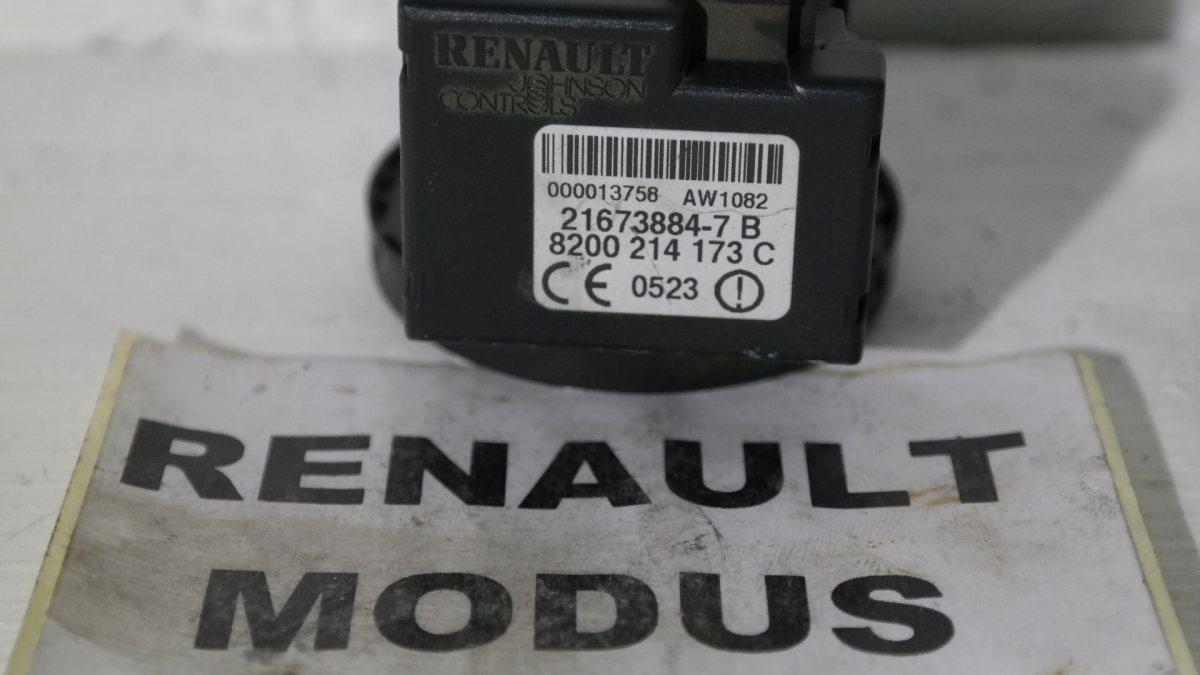 RENAULT
JOHNSON
CONTROLS
000013758 AW1082
21673884-7 B
8200 214 173 C
CE 0523
RENAULT
MODUS